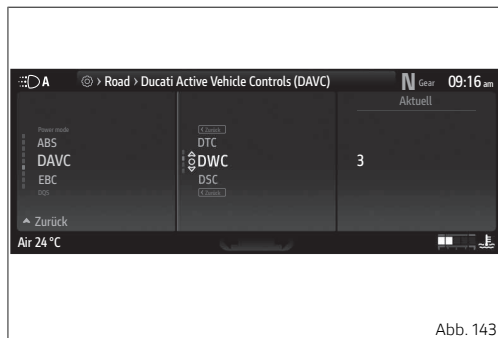 A Road > Ducati Active Vehicle Controls (DAVC) N Gear 09:16 am
Aktuell
Power mode
ABS
DAVC
EBC
DQS
Zurück
Zurück
DTC
DWC
DSC
Zurück
3
Air 24 °C
Abb. 143